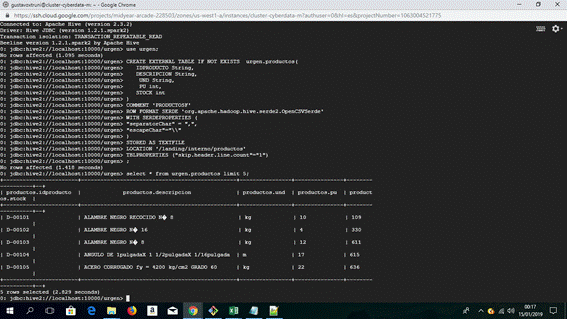 gustavoxtruni@cluster-cyberdata-m: ~ - Google Chrome
https://ssh.cloud.google.com/projects/midyear-arcade-228503/zones/us-west1-a/instances/cluster-cyberdata-m?authuser=0&hl=es&projectNumber=1063004521775
Connected to: Apache Hive (version 2.3.2)
Driver: Hive JDBC (version 1.2.1.spark2)
Transaction isolation: TRANSACTION_REPEATABLE_READ
Beeline version 1.2.1.spark2 by Apache Hive
0: jdbc:hive2://localhost:10000/urgen> use urgen;
No rows affected (1.095 seconds)
0: jdbc:hive2://localhost:10000/urgen> CREATE EXTERNAL TABLE IF NOT EXISTS urgen.productos(
0: jdbc:hive2://localhost:10000/urgen> IDPRODUCTO String,
0: jdbc:hive2://localhost:10000/urgen> DESCRIPCION String,
0: jdbc:hive2://localhost:10000/urgen> UND String,
0: jdbc:hive2://localhost:10000/urgen> PU int,
0: jdbc:hive2://localhost:10000/urgen> STOCK int
0: jdbc:hive2://localhost:10000/urgen> )
0: jdbc:hive2://localhost:10000/urgen> COMMENT 'PRODUCTOSF'
0: jdbc:hive2://localhost:10000/urgen> ROW FORMAT SERDE 'org.apache.hadoop.hive.serde2.OpenCSVSerde'
0: jdbc:hive2://localhost:10000/urgen> WITH SERDEPROPERTIES (
0: jdbc:hive2://localhost:10000/urgen> "separatorChar" = ",",
0: jdbc:hive2://localhost:10000/urgen> "escapeChar"="\\"
0: jdbc:hive2://localhost:10000/urgen> )
0: jdbc:hive2://localhost:10000/urgen> STORED AS TEXTFILE
0: jdbc:hive2://localhost:10000/urgen> LOCATION '/landing/interno/productos'
0: jdbc:hive2://localhost:10000/urgen> TBLPROPERTIES ("skip.header.line.count"="1")
0: jdbc:hive2://localhost:10000/urgen> ;
No rows affected (1.418 seconds)
0: jdbc:hive2://localhost:10000/urgen> select * from urgen.productos limit 5;
| productos.idproducto | productos.descripcion | productos.und | productos.pu | product
os.stock |
| D-00101 | ALAMBRE NEGRO RECOCIDO N� 8 | kg | 10 | 109
| D-00102 | ALAMBRE NEGRO N� 16 | kg | 4 | 330
| D-00103 | ALAMBRE NEGRO N� 8 | kg | 12 | 611
| D-00104 | ANGULO DE 1pulgadaX 1 1/2pulgadaX 1/16pulgada | m | 17 | 615
| D-00105 | ACERO CORRUGADO fy = 4200 kg/cm2 GRADO 60 | kg | 22 | 636
5 rows selected (2.829 seconds)
0: jdbc:hive2://localhost:10000/urgen>
00:17
15/01/2019